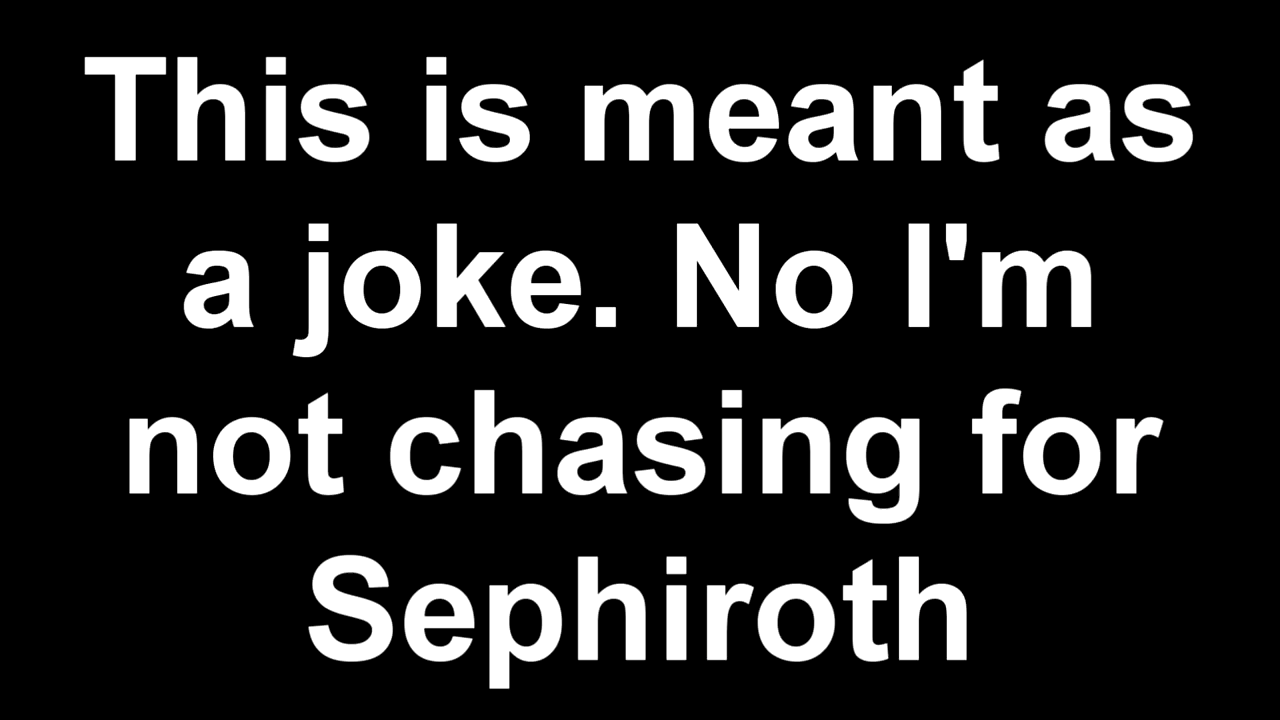 This is meant as
a joke. No I'm
not chasing for
Sephiroth